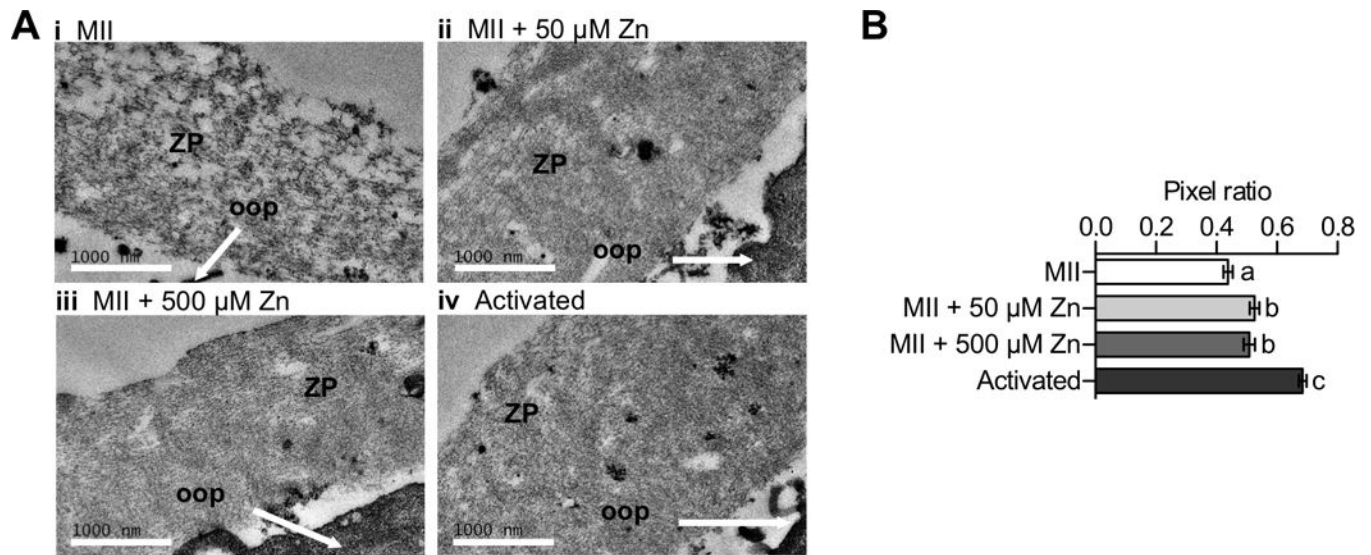 A
i MII
ZP
oop
1000 nm
ii MII + 50 µM Zn
ZP
oop
1000 nm
iii MII + 500 µM Zn
ZP
oop
1000 nm
iv Activated
ZP
oop
1000 nm
B
Pixel ratio
0.0 0.2 0.4 0.6 0.8
MII a
MII + 50 µM Zn b
MII + 500 µM Zn b
Activated c